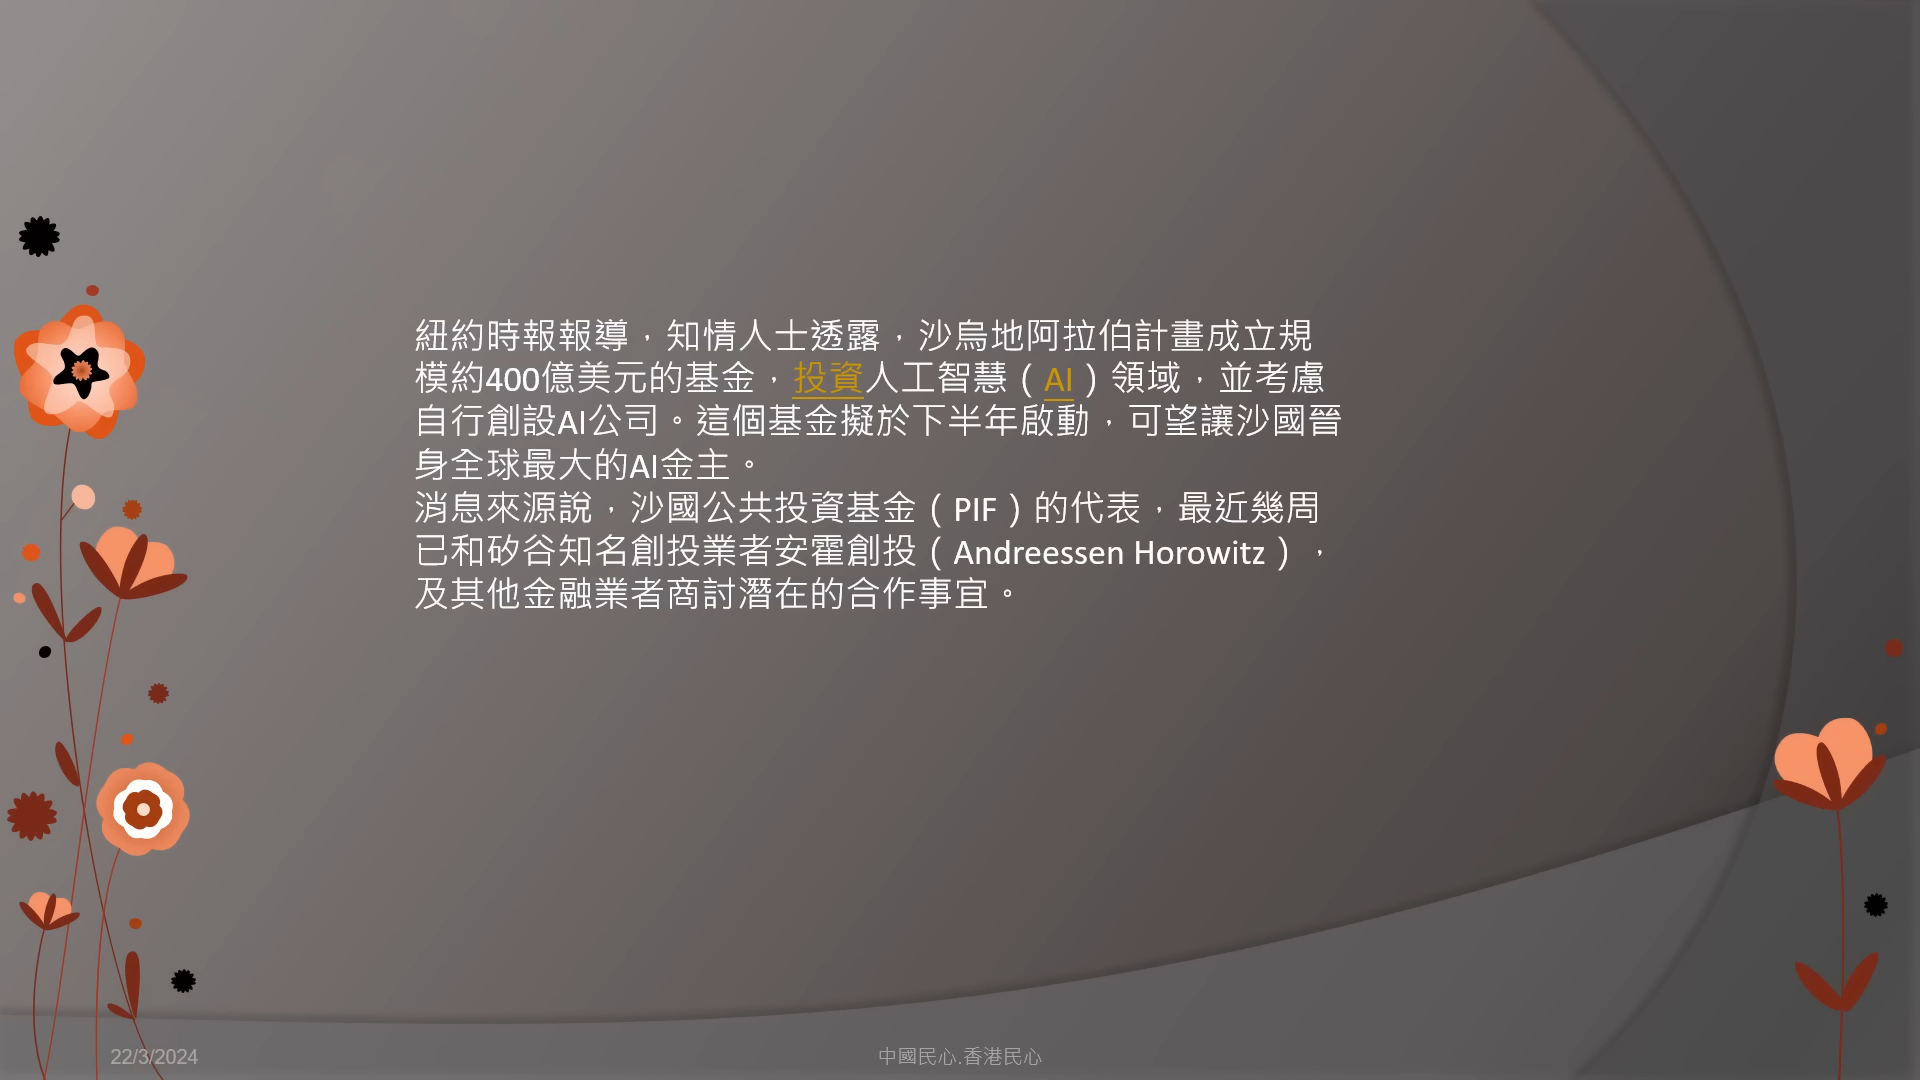 紐約時報報導，知情人士透露，沙烏地阿拉伯計畫成立規
模約400億美元的基金，投資人工智慧（AI）領域，並考慮
自行創設AI公司。這個基金擬於下半年啟動，可望讓沙國晉
身全球最大的AI金主。
消息來源說，沙國公共投資基金（PIF）的代表，最近幾周
已和矽谷知名創投業者安霍創投（Andreessen Horowitz），
及其他金融業者商討潛在的合作事宜。
22/3/2024
中國民心.香港民心